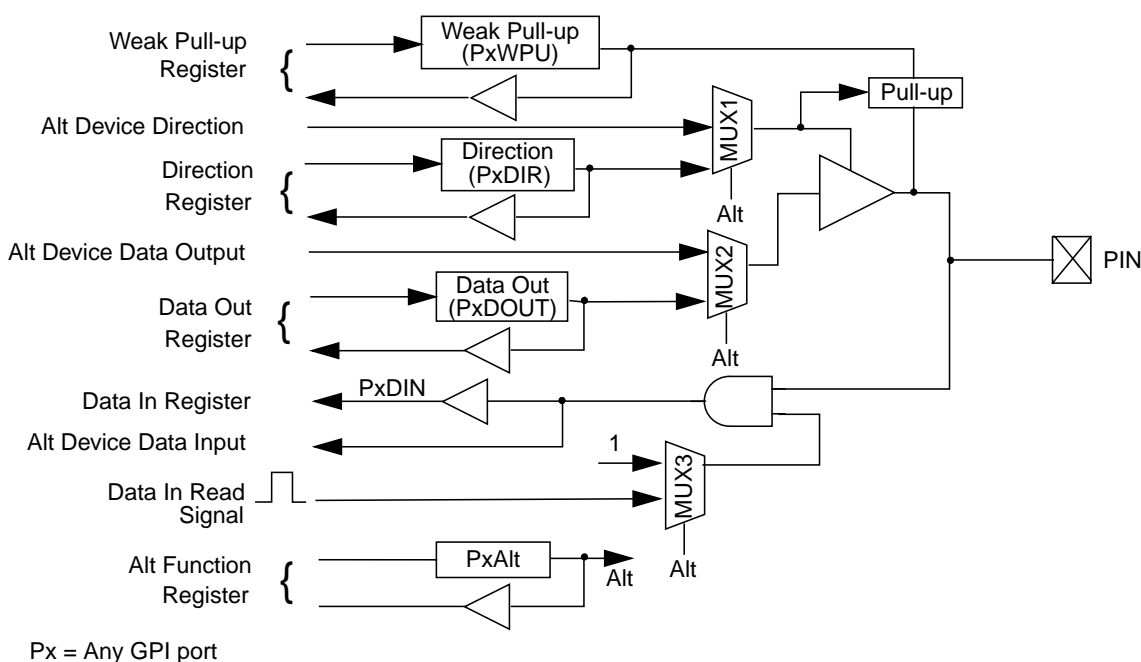 Weak Pull-up
Register
{
Weak Pull-up
(PxWPU)
Pull-up
Alt Device Direction
MUX1
Alt
Direction
Register
{
Direction
(PxDIR)
Alt Device Data Output
MUX2
Alt
PIN
Data Out
Register
{
Data Out
(PxDOUT)
Data In Register
PxDIN
Alt Device Data Input
1
MUX3
Alt
Data In Read
Signal
Alt Function
Register
{
PxAlt
Alt
Px = Any GPI port